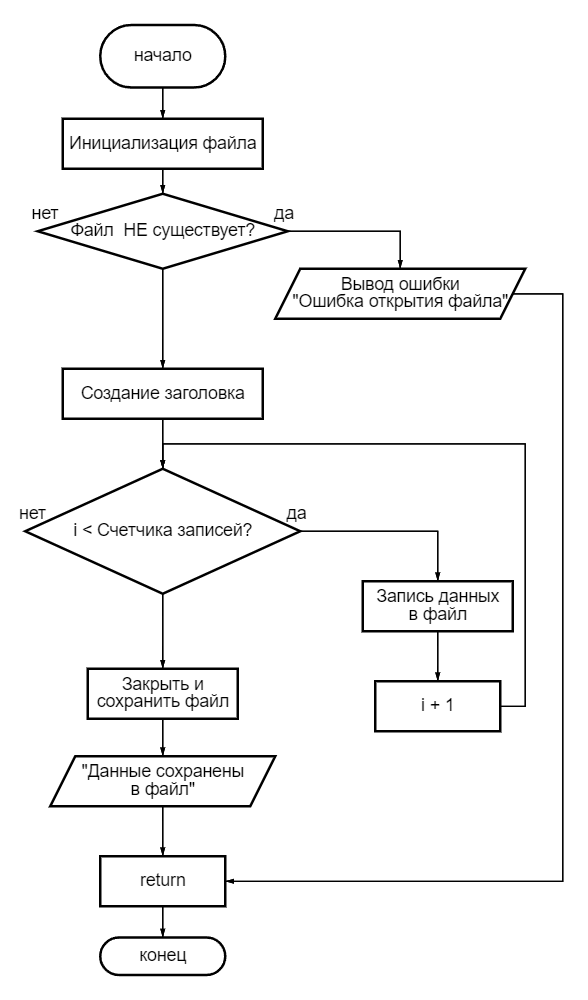 начало
Инициализация файла
нет
да
Файл НЕ существует?
Вывод ошибки
"Ошибка открытия файла"
Создание заголовка
нет
да
i < Счетчика записей?
Запись данных
в файл
i + 1
Закрыть и
сохранить файл
"Данные сохранены
в файл"
return
конец